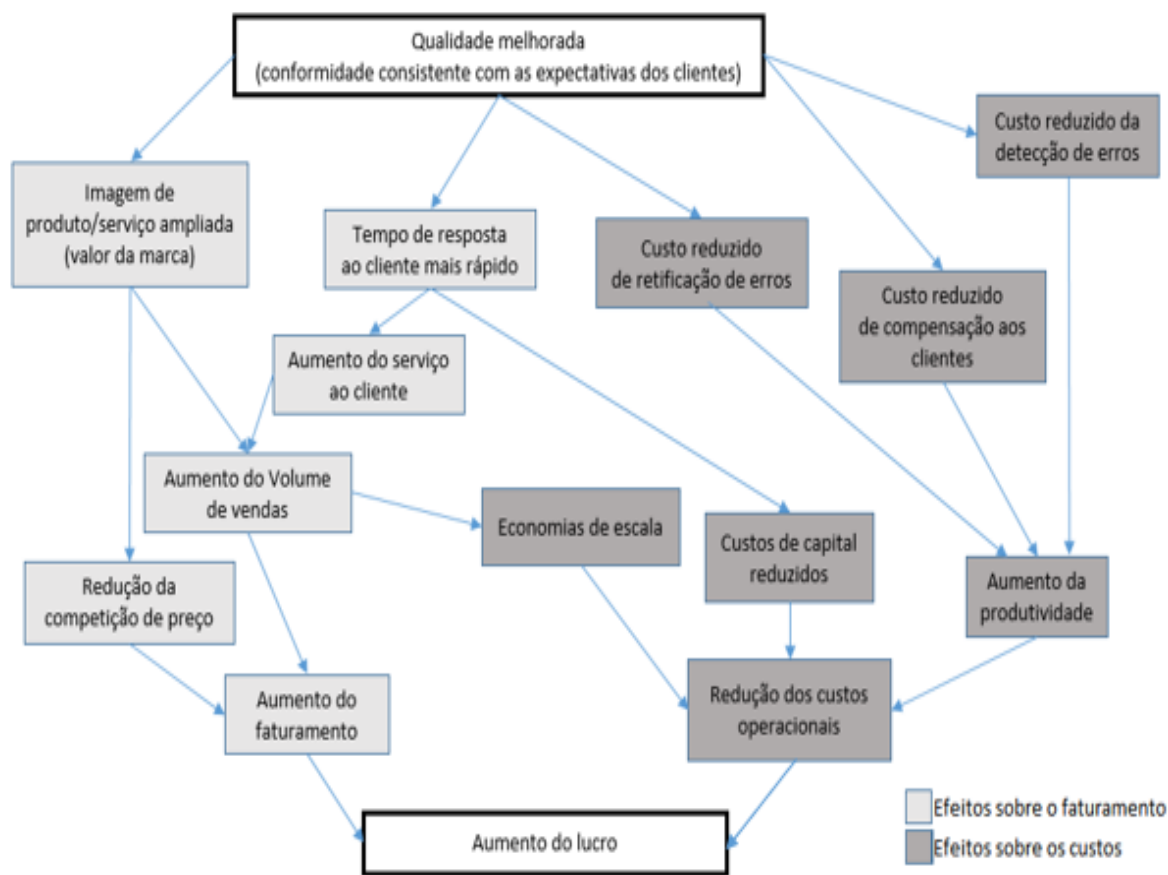 Qualidade melhorada
(conformidade consistente com as expectativas dos clientes)
Custo reduzido da
detecção de erros
Imagem de
produto/serviço ampliada
(valor da marca)
Tempo de resposta
ao cliente mais rápido
Custo reduzido
de retificação de erros
Custo reduzido
de compensação aos
clientes
Aumento do serviço
ao cliente
Aumento do Volume
de vendas
Economias de escala
Custos de capital
reduzidos
Aumento da
produtividade
Redução da
competição de preço
Aumento do
faturamento
Redução dos custos
operacionais
Efeitos sobre o faturamento
Efeitos sobre os custos
Aumento do lucro